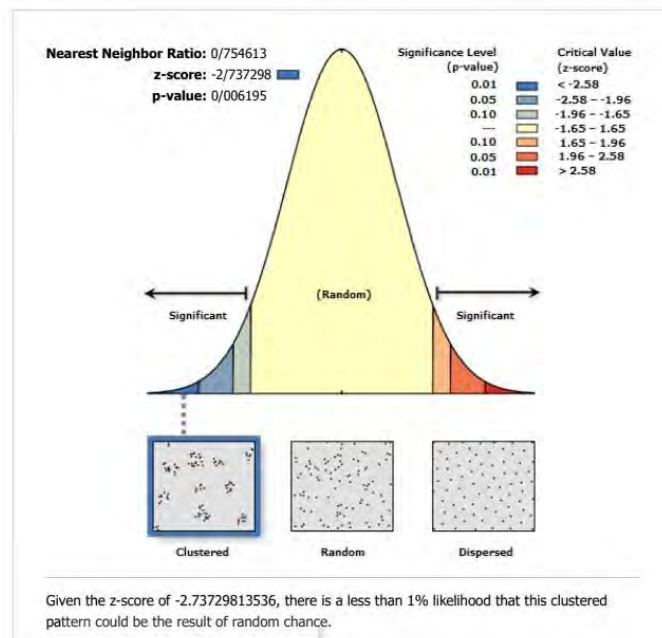 Nearest Neighbor Ratio: 0/754613
z-score: -2/737298
p-value: 0/006195
Significance Level Critical Value
(p-value) (z-score)
0.01 < -2.58
0.05 -2.58 – -1.96
0.10 -1.96 – -1.65
--- -1.65 – 1.65
0.10 1.65 – 1.96
0.05 1.96 – 2.58
0.01 > 2.58
(Random)
Significant Significant
Clustered Random Dispersed
Given the z-score of -2.73729813536, there is a less than 1% likelihood that this clustered
pattern could be the result of random chance.